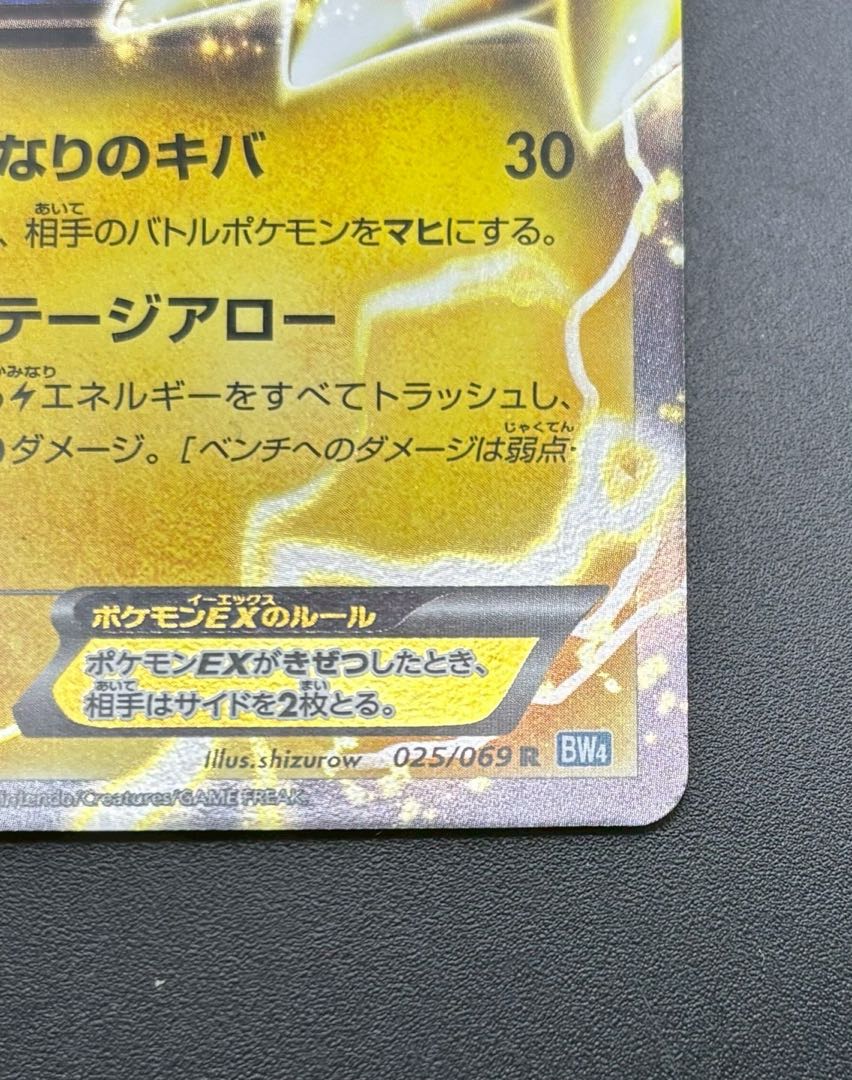 なりのキバ 30
、相手のバトルポケモンをマヒにする。
あいて
テージアロー
かみなり
エネルギーをすべてトラッシュし、
じゃくてん
ダメージ。[ベンチへのダメージは弱点・
イーエックス
ポケモンEXのルール
ポケモンEXがきぜつしたとき、
あいて まい
相手はサイドを2枚とる。
Illus.shizurow 025/069 R BW4
Nintendo/Creatures/GAME FREAK.